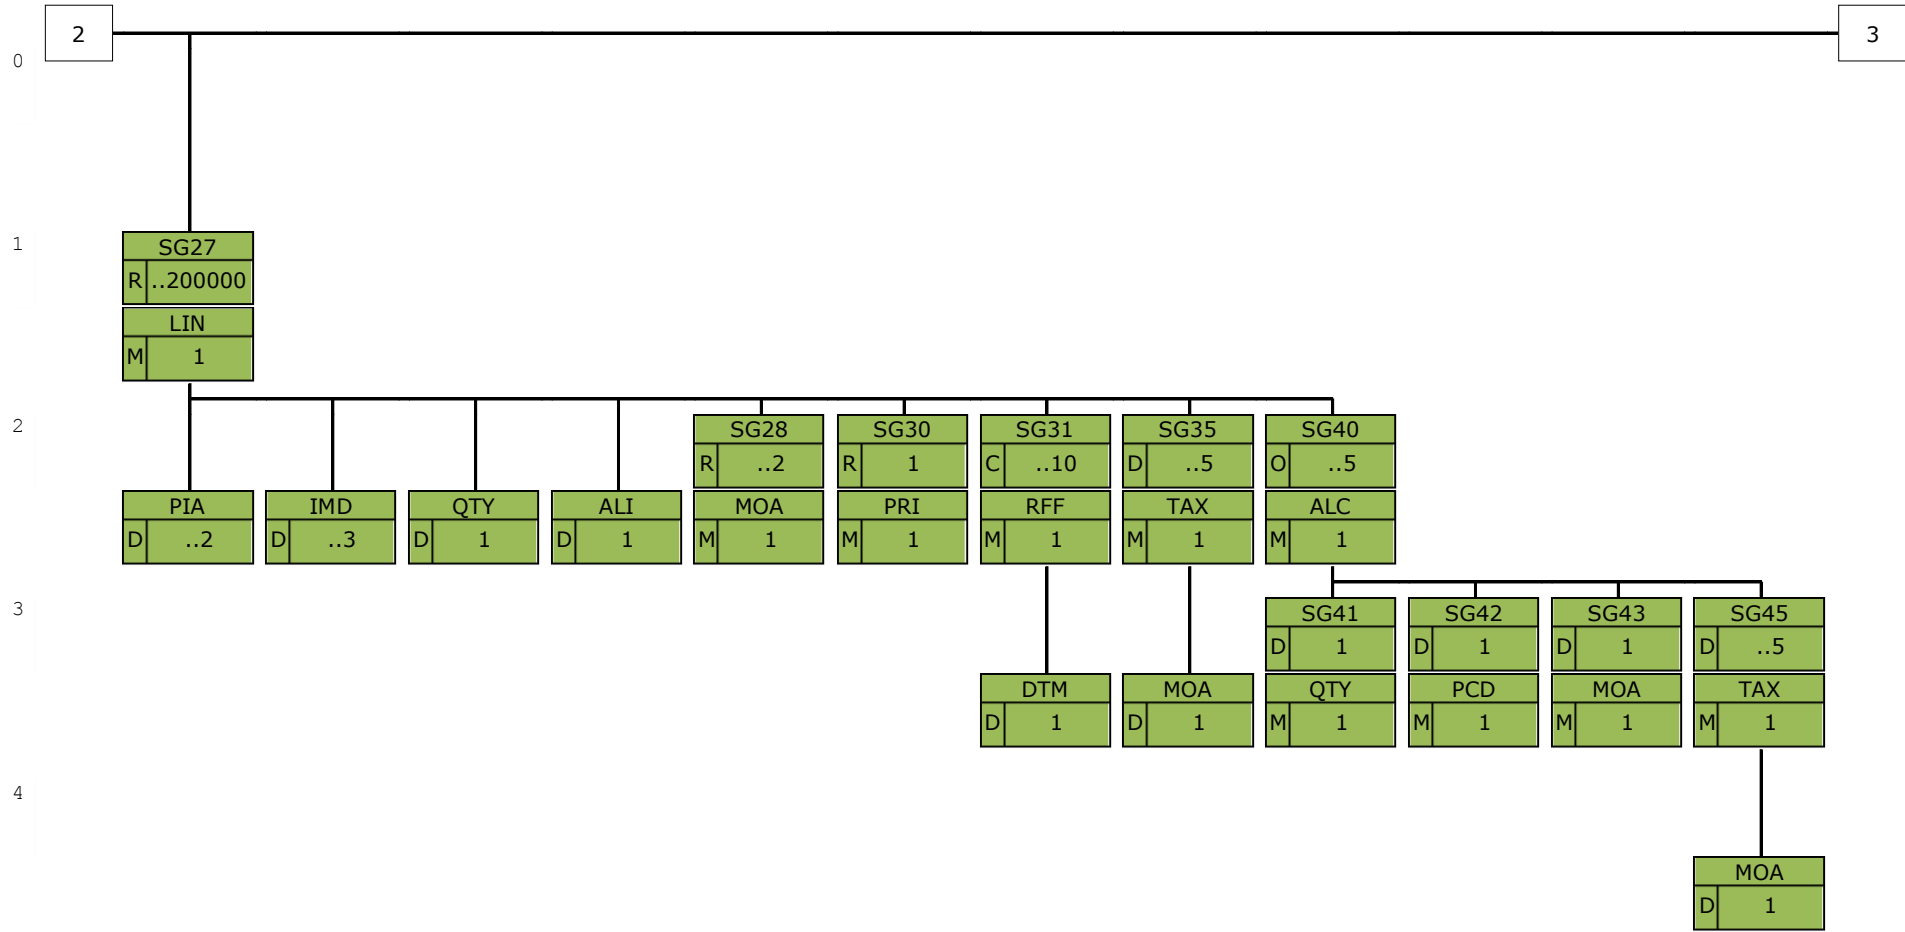 2
3
0
1
SG27
R ..200000
LIN
M 1
2
SG28 SG30 SG31 SG35 SG40
R ..2 R 1 C ..10 D ..5 O ..5
PIA IMD QTY ALI MOA PRI RFF TAX ALC
D ..2 D ..3 D 1 D 1 M 1 M 1 M 1 M 1 M 1
3
SG41 SG42 SG43 SG45
D 1 D 1 D 1 D ..5
DTM MOA QTY PCD MOA TAX
D 1 D 1 M 1 M 1 M 1 M 1
4
MOA
D 1